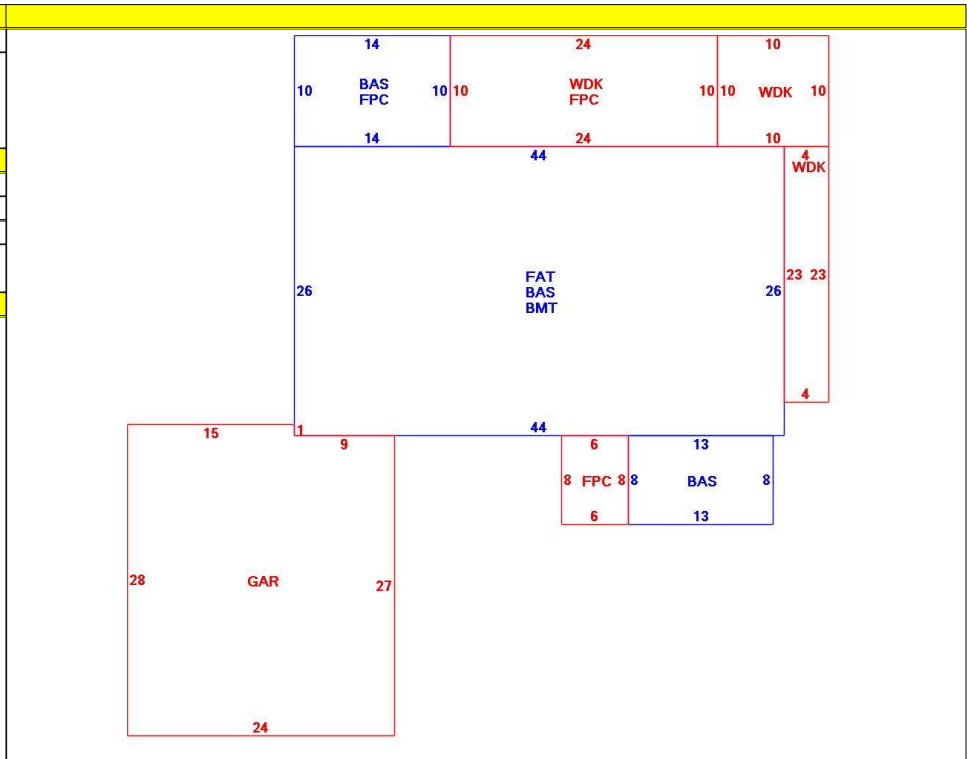 14 24 10
10 BAS 10 10 WDK 10 10 WDK 10
FPC FPC
14 24 10
44 4
WDK
26 FAT 26 23 23
BAS
BMT
4
15 1 44
9 6 13
8 FPC 8 8 BAS 8
6 13
28 GAR 27
24